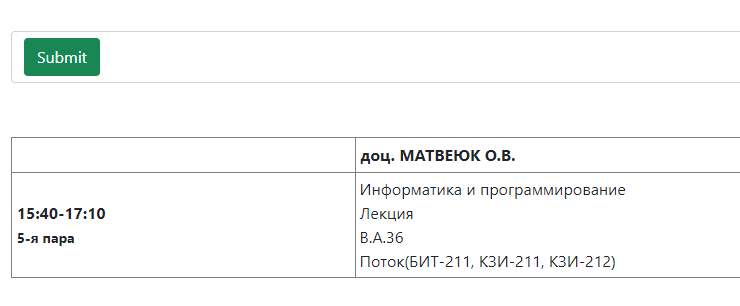 Submit
доц. МАТВЕЮК О.В.
15:40-17:10
5-я пара
Информатика и программирование
Лекция
В.А.36
Поток(БИТ-211, КЗИ-211, КЗИ-212)